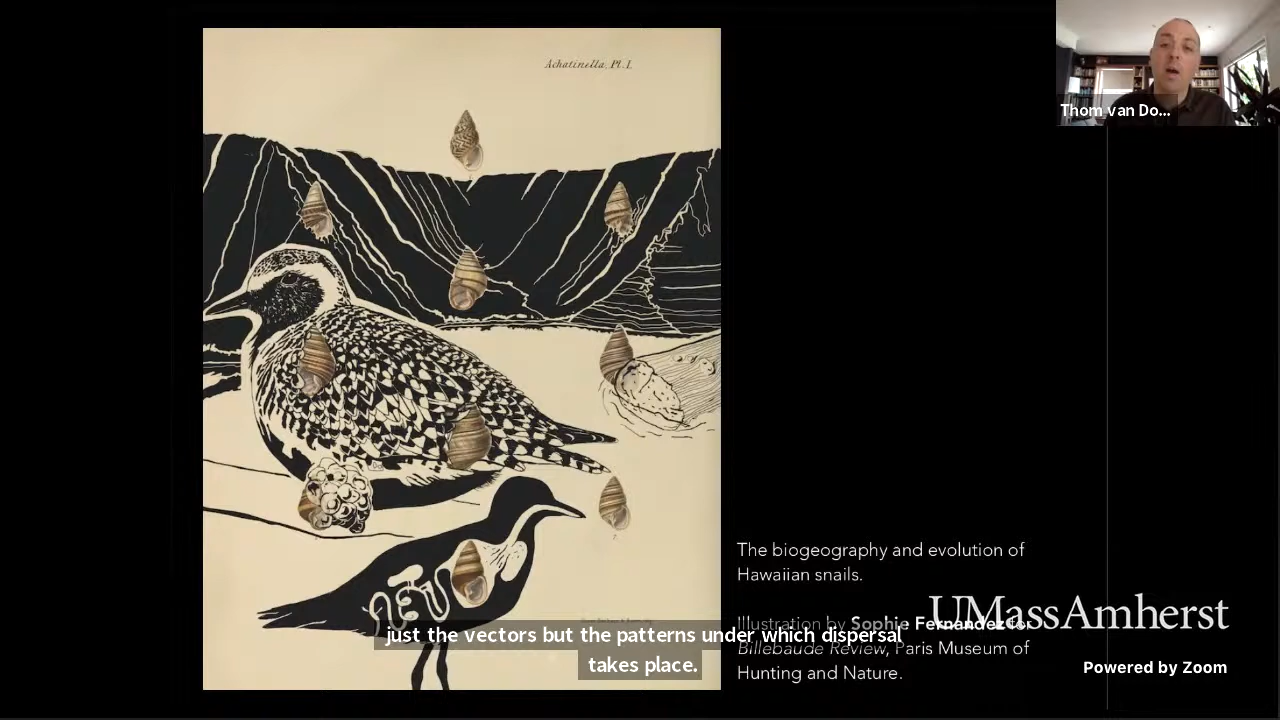 Achatinella. Pl. I.
Thom van Do...
The biogeography and evolution of
Hawaiian snails.
Illustration by Sophie Fernandez for
Billebaude Review, Paris Museum of
Hunting and Nature.
UMassAmherst
Powered by Zoom
just the vectors but the patterns under which dispersal
takes place.